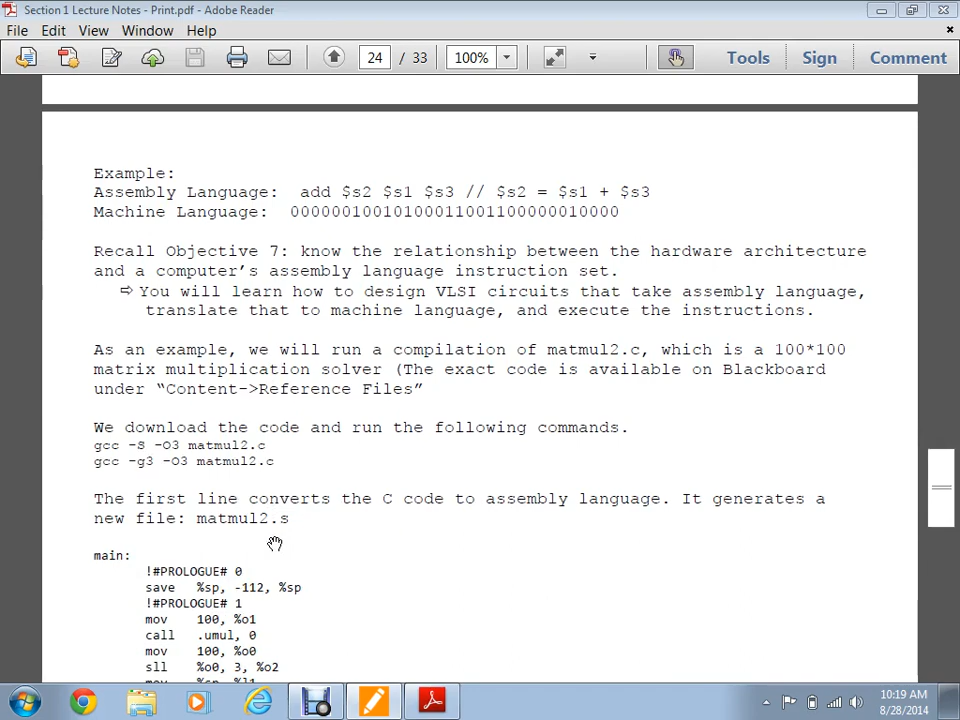 Section 1 Lecture Notes - Print.pdf - Adobe Reader
File Edit View Window Help
24 / 33 100% Tools Sign Comment
Example:
Assembly Language: add $s2 $s1 $s3 // $s2 = $s1 + $s3
Machine Language: 00000010010100011001100000010000
Recall Objective 7: know the relationship between the hardware architecture
and a computer’s assembly language instruction set.
⇨ You will learn how to design VLSI circuits that take assembly language,
translate that to machine language, and execute the instructions.
As an example, we will run a compilation of matmul2.c, which is a 100*100
matrix multiplication solver (The exact code is available on Blackboard
under “Content->Reference Files”
We download the code and run the following commands.
gcc -S -O3 matmul2.c
gcc -g3 -O3 matmul2.c
The first line converts the C code to assembly language. It generates a
new file: matmul2.s
main:
!#PROLOGUE# 0
save %sp, -112, %sp
!#PROLOGUE# 1
mov 100, %o1
call .umul, 0
mov 100, %o0
sll %o0, 3, %o2
10:19 AM
8/28/2014